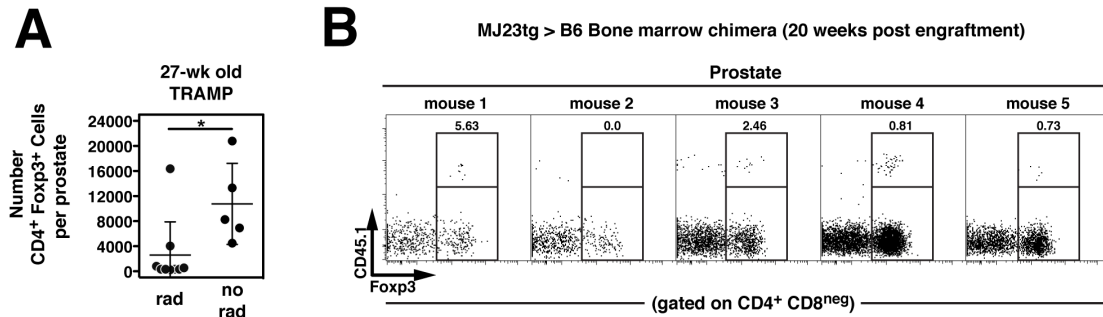 A
27-wk old
TRAMP
Number
CD4+ Foxp3+ Cells
per prostate
24000
20000
16000
12000
8000
4000
0
*
rad
no
rad
B
MJ23tg > B6 Bone marrow chimera (20 weeks post engraftment)
Prostate
mouse 1 mouse 2 mouse 3 mouse 4 mouse 5
5.63 0.0 2.46 0.81 0.73
CD45.1
Foxp3
(gated on CD4+ CD8neg)